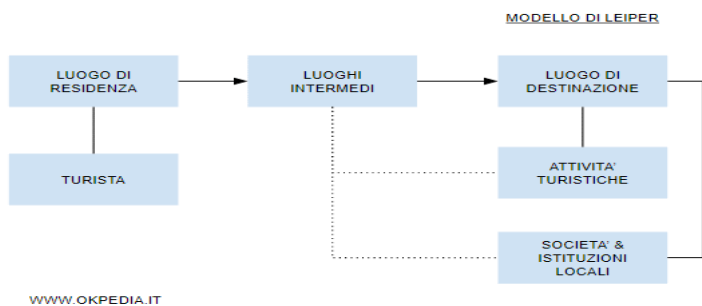 MODELLO DI LEIPER
LUOGO DI
RESIDENZA
LUOGHI
INTERMEDI
LUOGO DI
DESTINAZIONE
TURISTA
ATTIVITA'
TURISTICHE
SOCIETA' &
ISTITUZIONI
LOCALI
WWW.OKPEDIA.IT